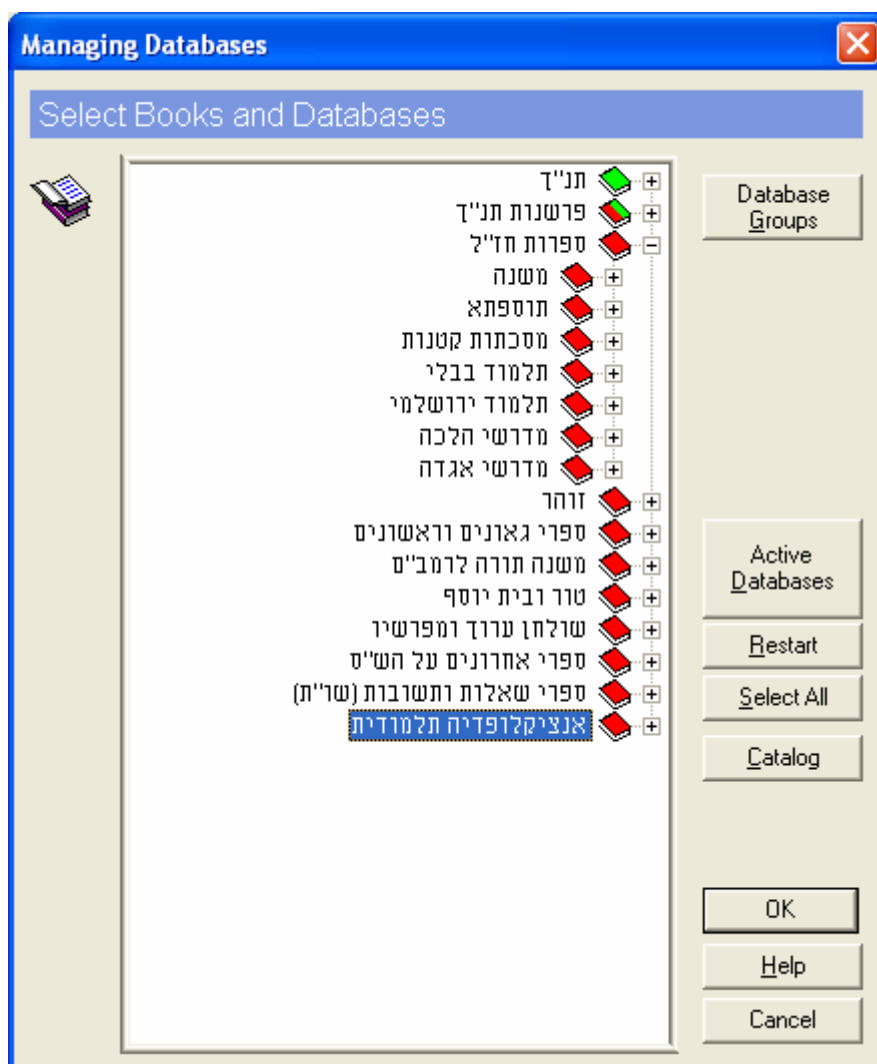 Managing Databases
Select Books and Databases
תנ"ך
פרשנות תנ"ך
ספרות חז"ל
משנה
תוספתא
מסכתות קטנות
תלמוד בבלי
תלמוד ירושלמי
מדרשי הלכה
מדרשי אגדה
זוהר
ספרי גאונים וראשונים
משנה תורה לרמב"ם
טור ובית יוסף
שולחן ערוך ומפרשיו
ספרי אחרונים על הש"ס
ספרי שאלות ותשובות (שו"ת)
אנציקלופדיה תלמודית
Database
Groups
Active
Databases
Restart
Select All
Catalog
OK
Help
Cancel